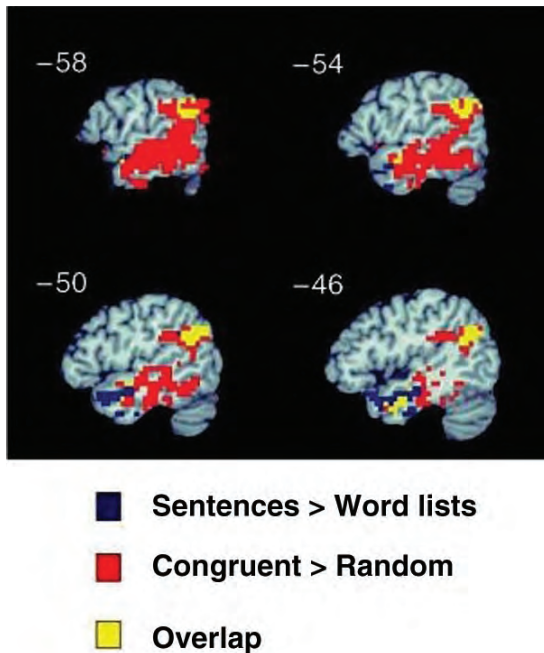 −58
−54
−50
−46
Sentences > Word lists
Congruent > Random
Overlap